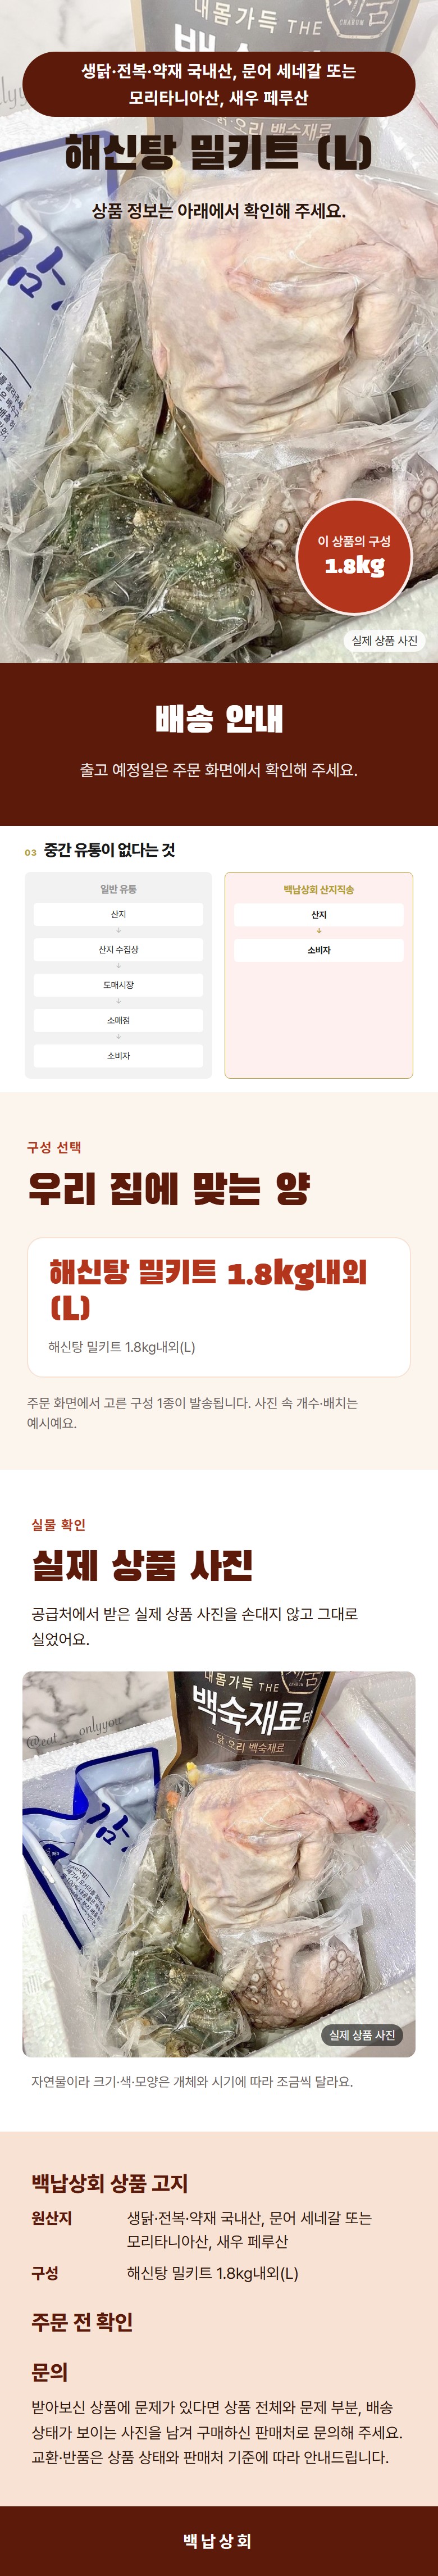 내몸가득 THE
백숙
닭·오리 백숙재료
생닭·전복·약재 국내산, 문어 세네갈 또는
모리타니아산, 새우 페루산
해신탕 밀키트 (L)
상품 정보는 아래에서 확인해 주세요.
이 상품의 구성
1.8kg
실제 상품 사진
배송 안내
출고 예정일은 주문 화면에서 확인해 주세요.
03 중간 유통이 없다는 것
일반 유통
산지
↓
산지 수집상
↓
도매시장
↓
소매점
↓
소비자
백납상회 산지직송
산지
↓
소비자
구성 선택
우리 집에 맞는 양
해신탕 밀키트 1.8kg내외
(L)
해신탕 밀키트 1.8kg내외(L)
주문 화면에서 고른 구성 1종이 발송됩니다. 사진 속 개수·배치는
예시예요.
실물 확인
실제 상품 사진
공급처에서 받은 실제 상품 사진을 손대지 않고 그대로
실었어요.
내몸가득 THE
백숙재료
닭·오리 백숙재료
@eat__onlyyou
실제 상품 사진
자연물이라 크기·색·모양은 개체와 시기에 따라 조금씩 달라요.
백납상회 상품 고지
원산지
생닭·전복·약재 국내산, 문어 세네갈 또는
모리타니아산, 새우 페루산
구성
해신탕 밀키트 1.8kg내외(L)
주문 전 확인
문의
받아보신 상품에 문제가 있다면 상품 전체와 문제 부분, 배송
상태가 보이는 사진을 남겨 구매하신 판매처로 문의해 주세요.
교환·반품은 상품 상태와 판매처 기준에 따라 안내드립니다.
백납상회